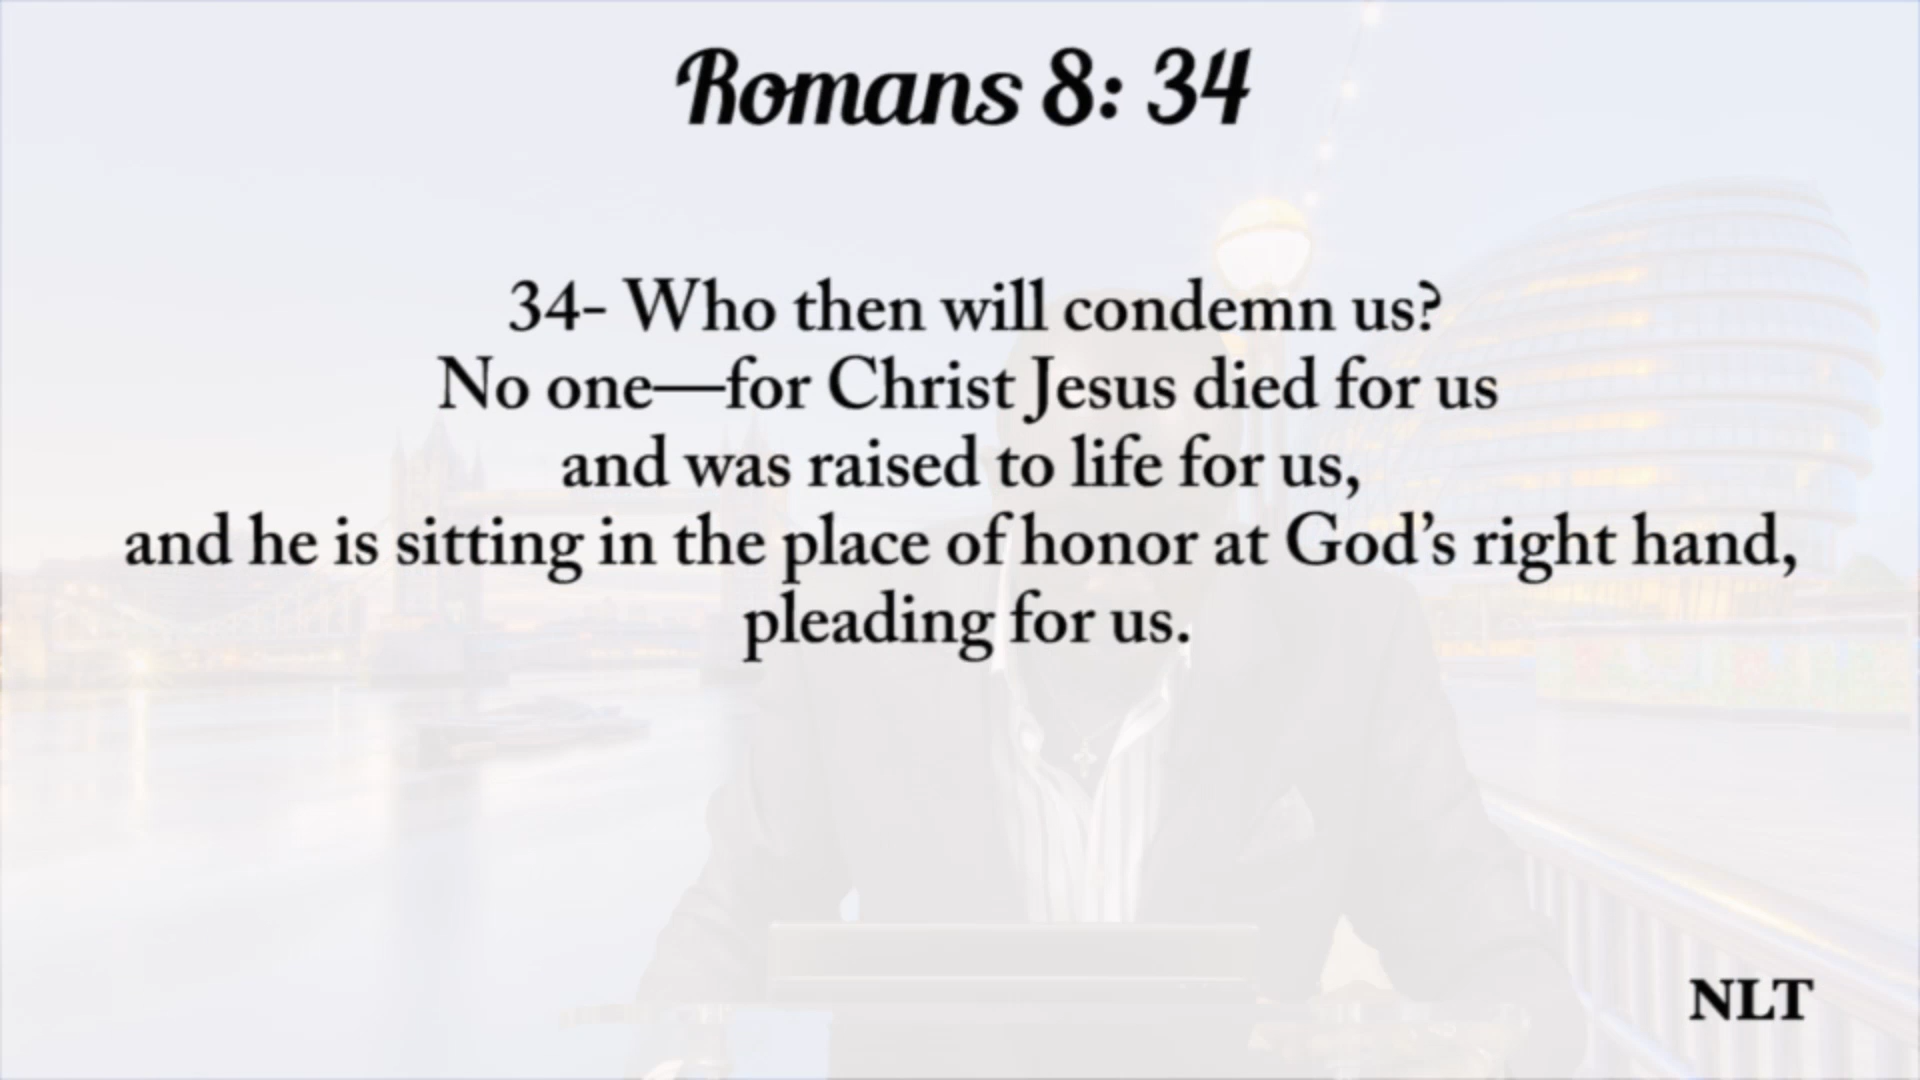 Romans 8: 34
34- Who then will condemn us?
No one—for Christ Jesus died for us
and was raised to life for us,
and he is sitting in the place of honor at God’s right hand,
pleading for us.
NLT